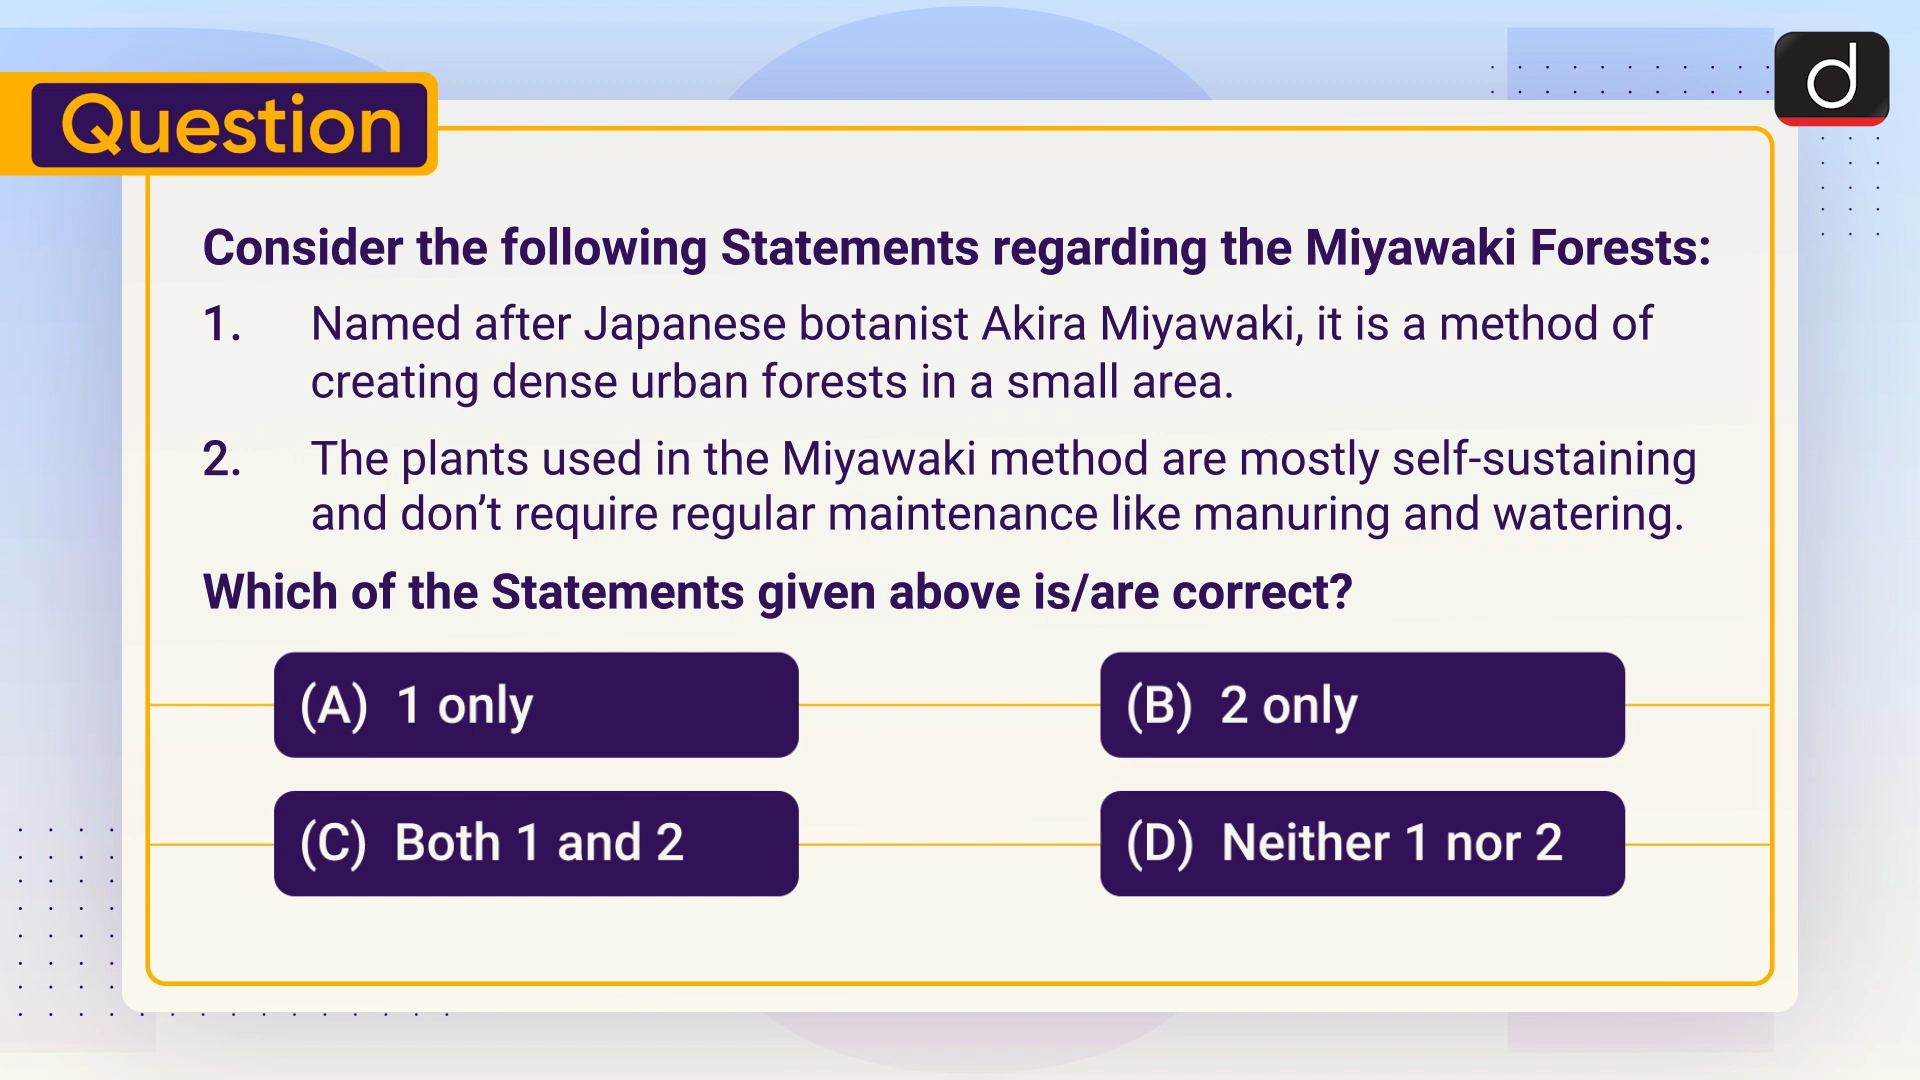 Question
Consider the following Statements regarding the Miyawaki Forests:
1. Named after Japanese botanist Akira Miyawaki, it is a method of
creating dense urban forests in a small area.
2. The plants used in the Miyawaki method are mostly self-sustaining
and don’t require regular maintenance like manuring and watering.
Which of the Statements given above is/are correct?
(A) 1 only
(B) 2 only
(C) Both 1 and 2
(D) Neither 1 nor 2
d